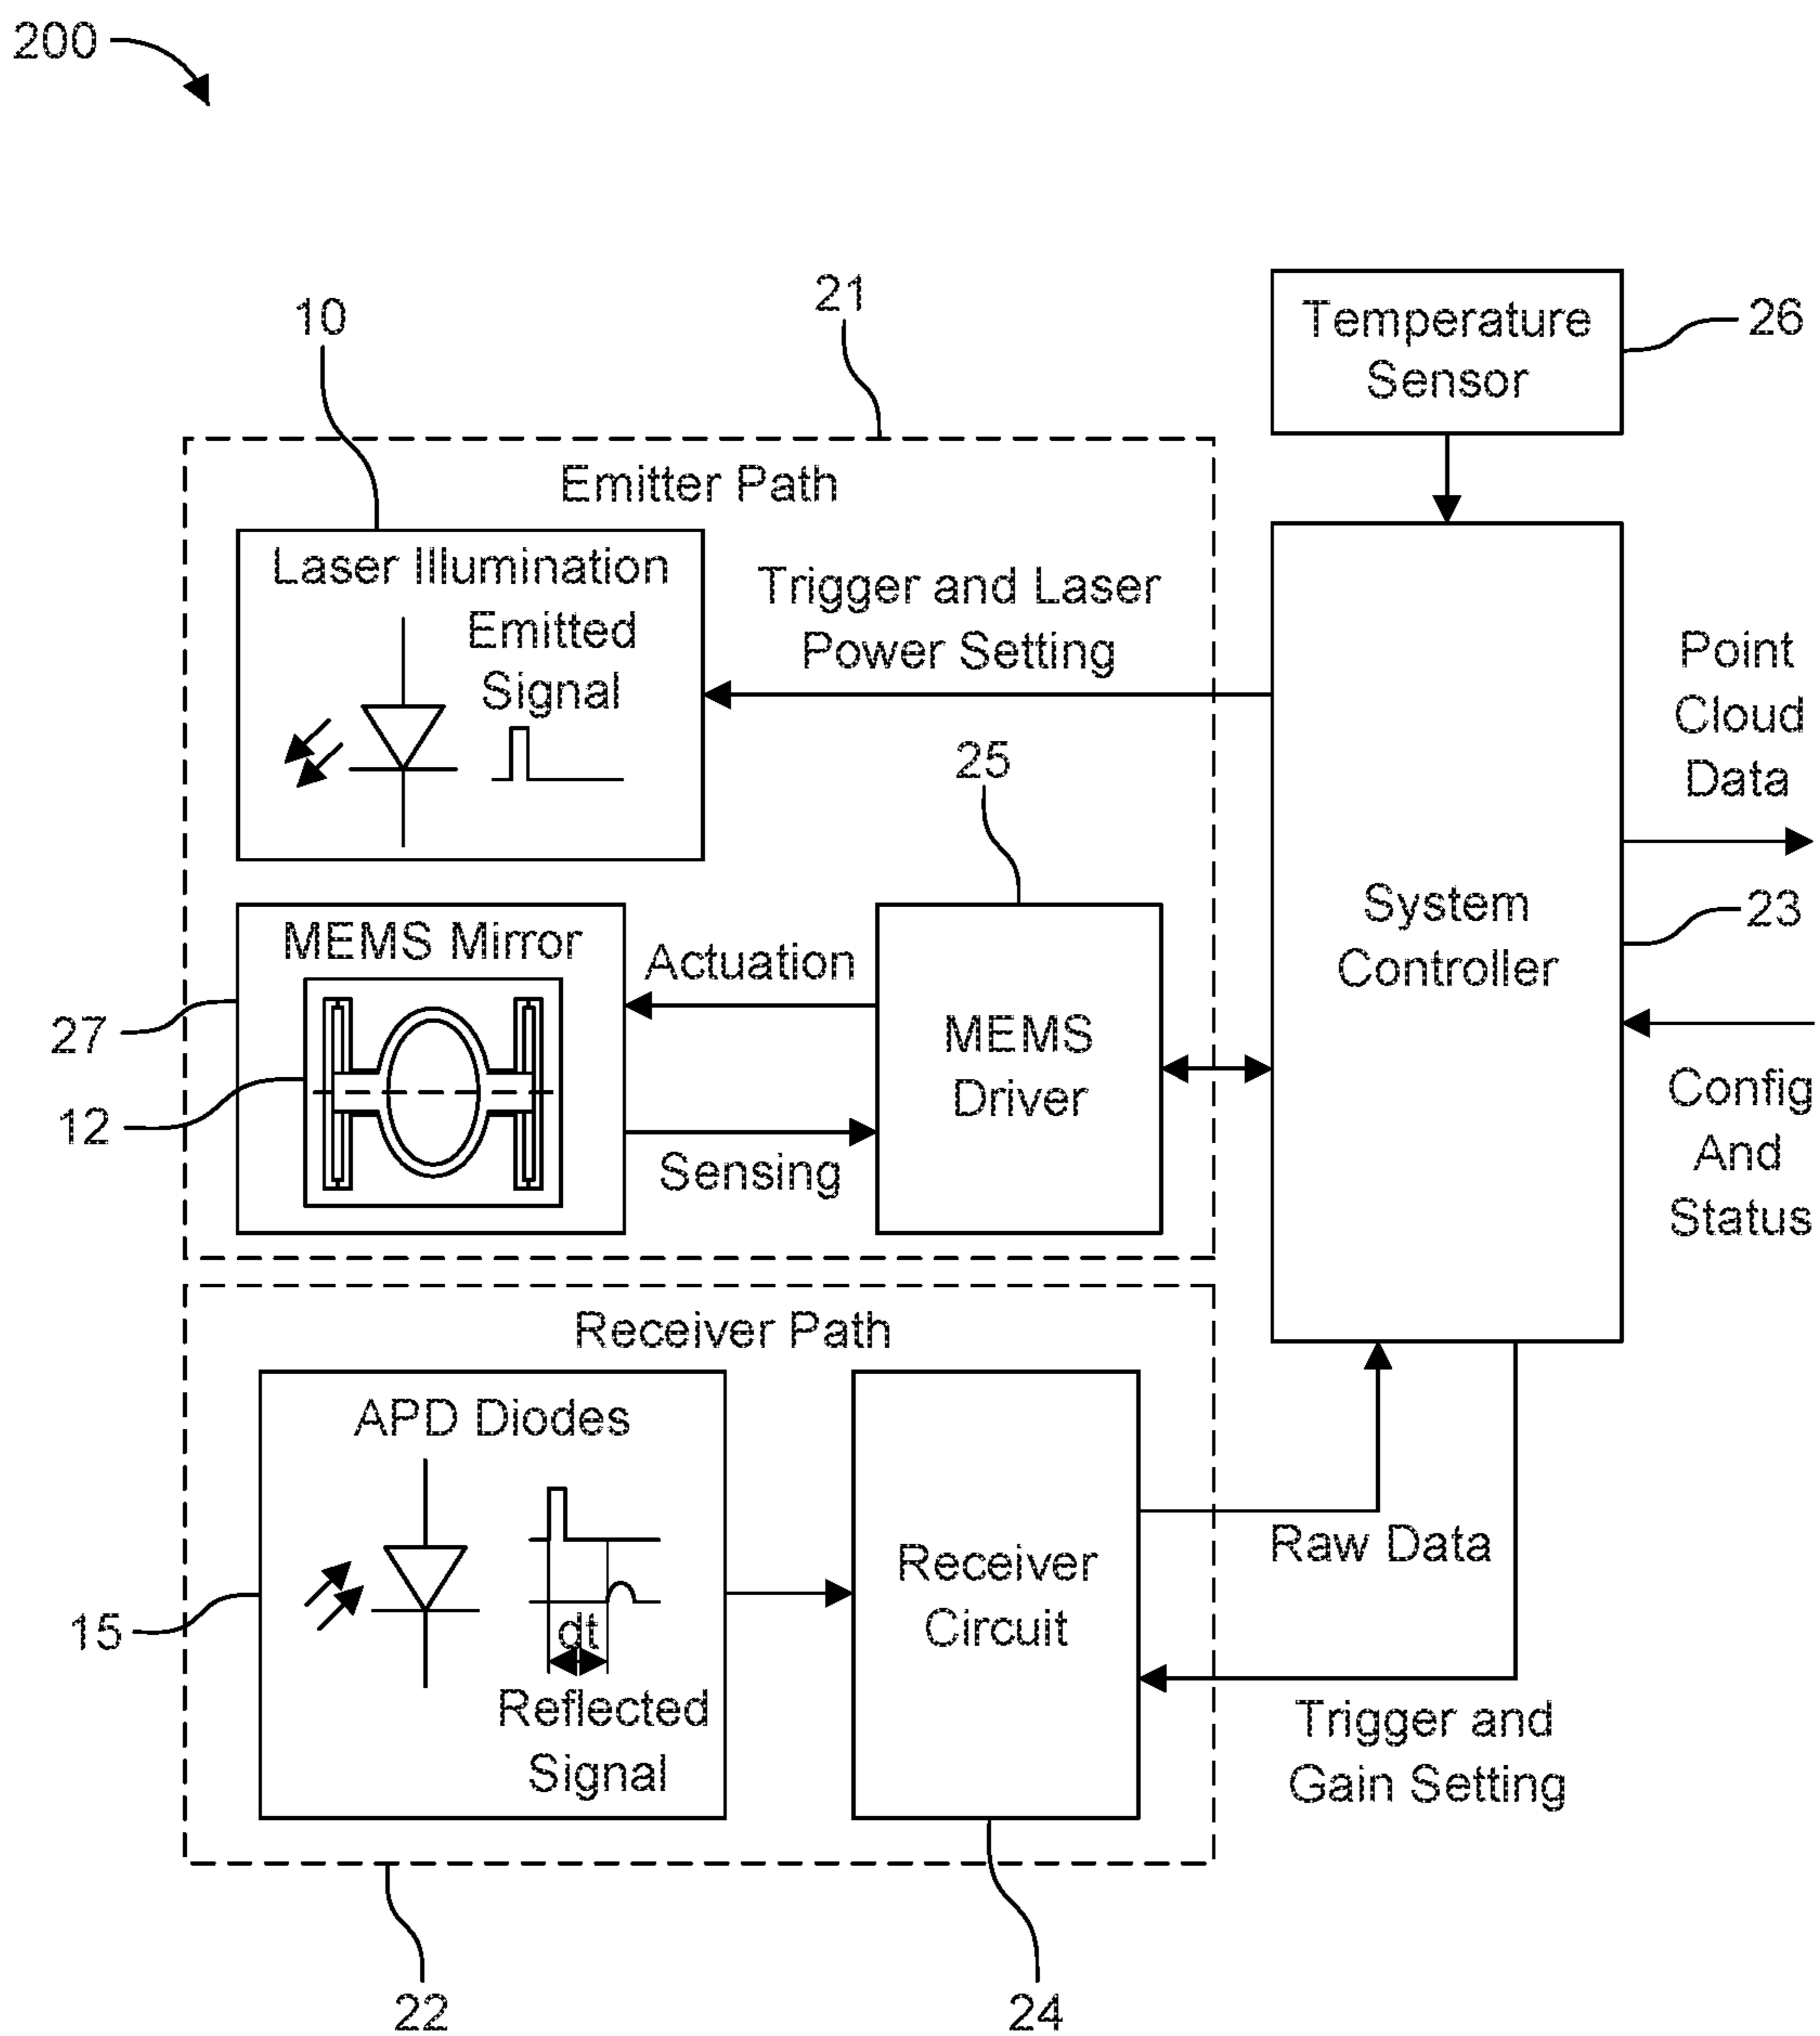 200
10
21
Temperature
Sensor
26
Emitter Path
Laser Illumination
Emitted
Signal
Trigger and Laser
Power Setting
Point
Cloud
Data
25
System
Controller
23
MEMS Mirror
Actuation
27
12
MEMS
Driver
Sensing
Config
And
Status
Receiver Path
APD Diodes
dt
Reflected
Signal
15
Receiver
Circuit
Raw Data
Trigger and
Gain Setting
22
24